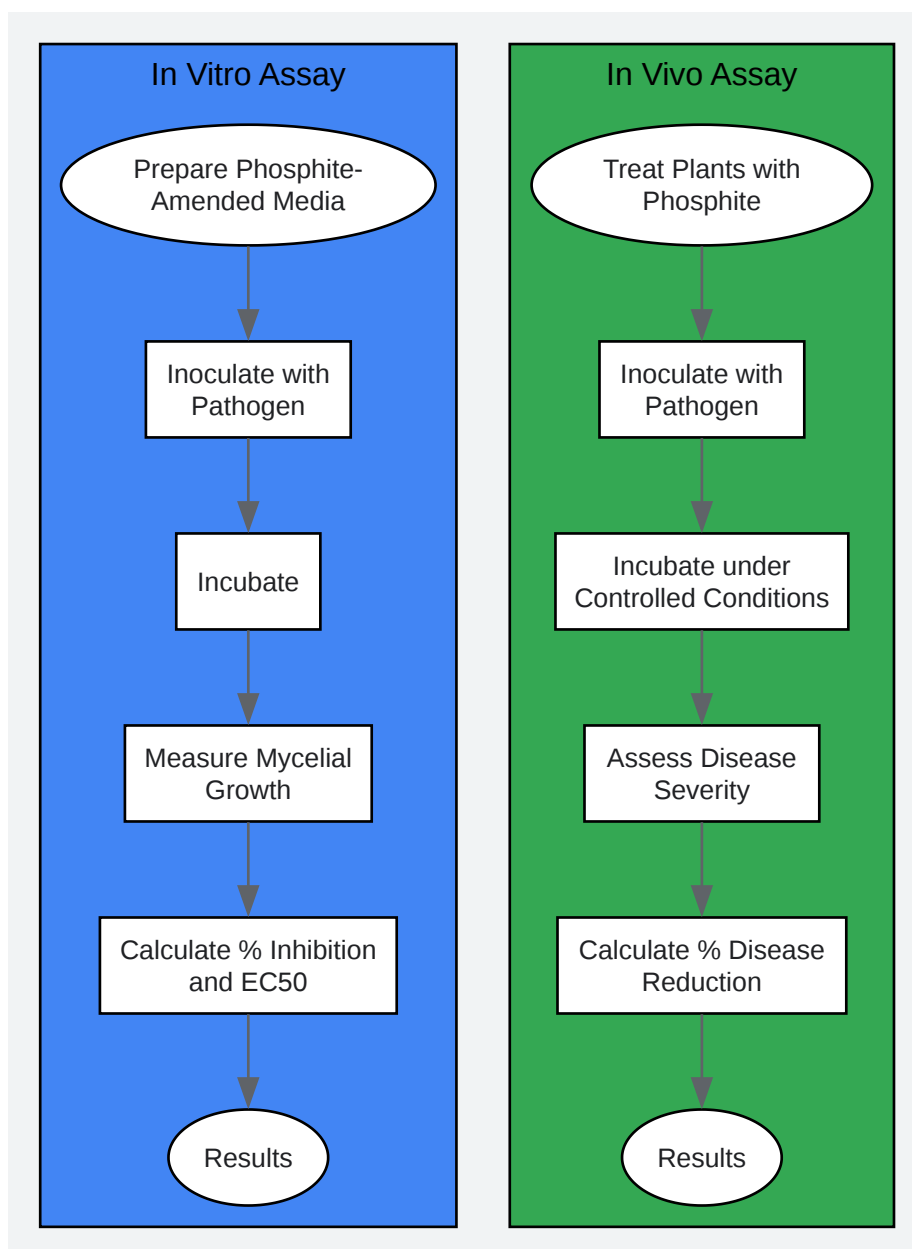 In Vitro Assay
Prepare Phosphite-
Amended Media
Inoculate with
Pathogen
Incubate
Measure Mycelial
Growth
Calculate % Inhibition
and EC50
Results
In Vivo Assay
Treat Plants with
Phosphite
Inoculate with
Pathogen
Incubate under
Controlled Conditions
Assess Disease
Severity
Calculate % Disease
Reduction
Results